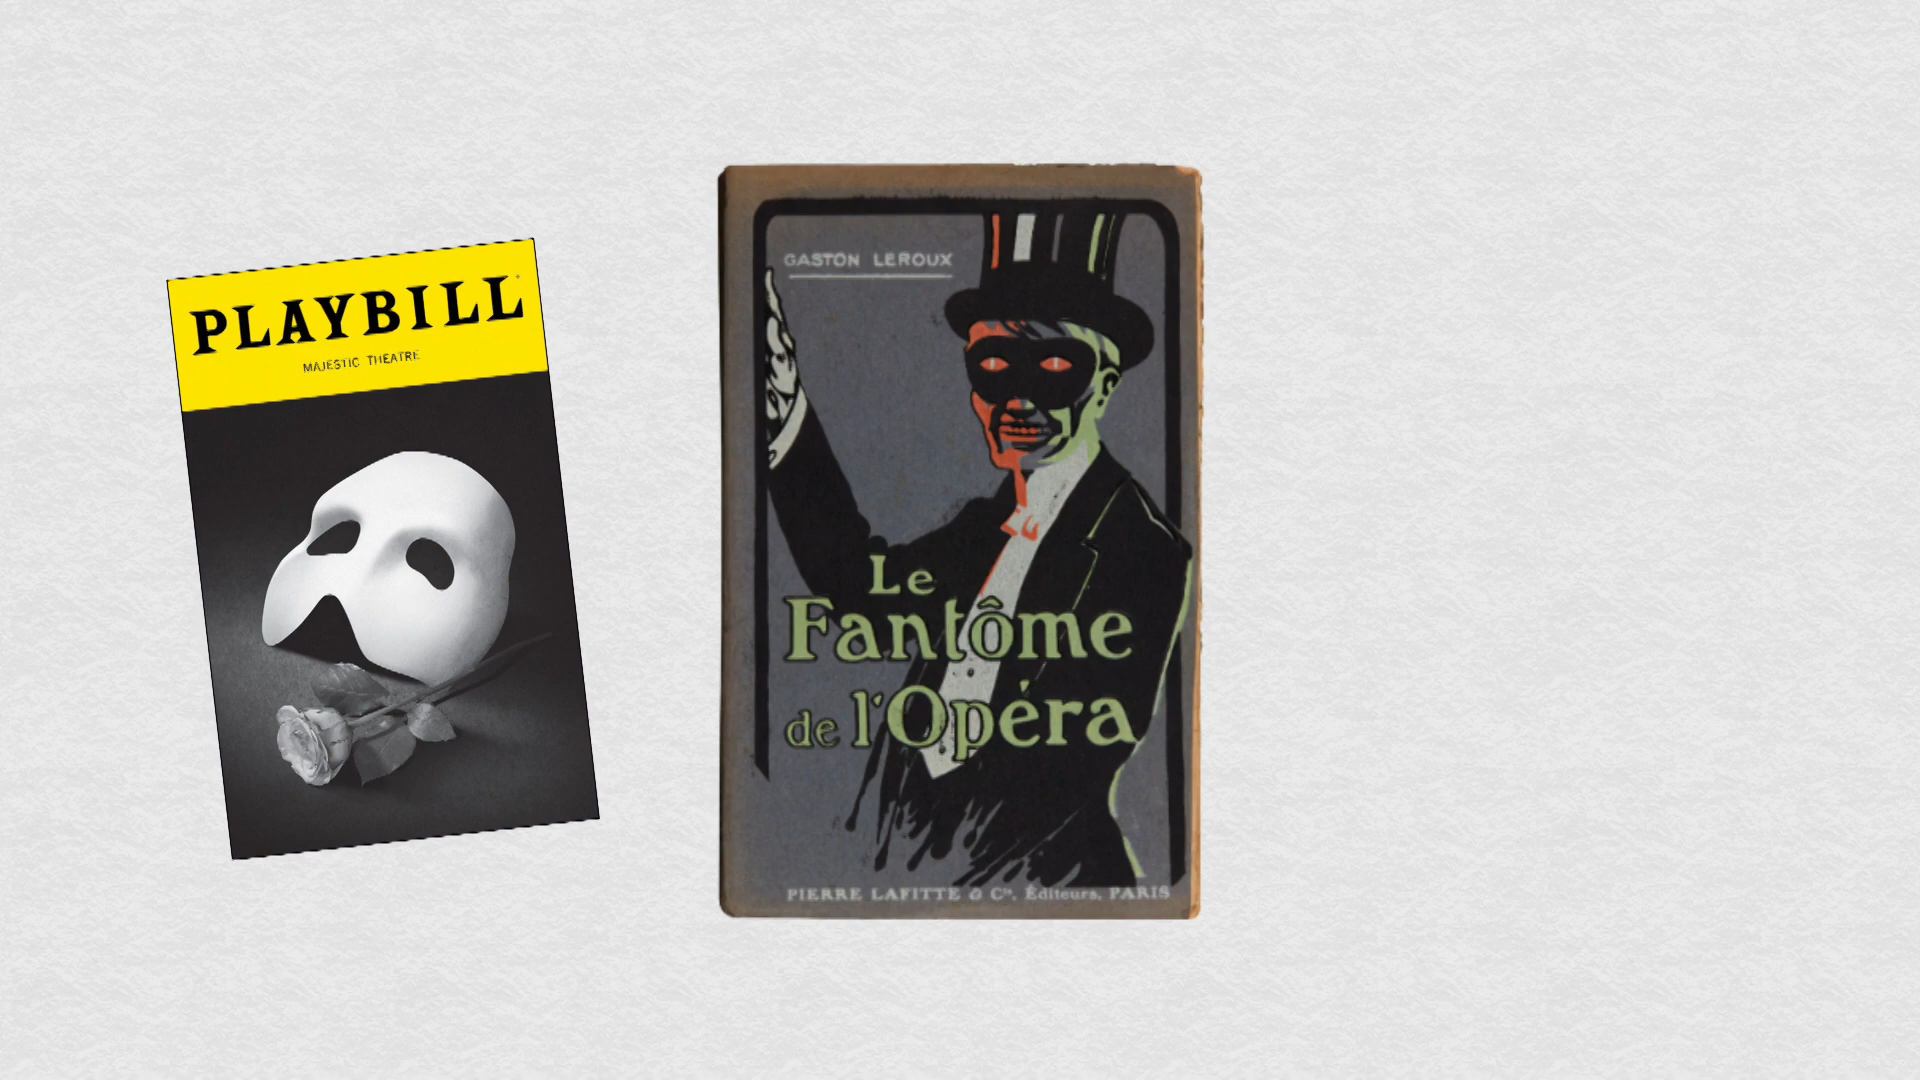 PLAYBILL
MAJESTIC THEATRE
GASTON LEROUX
Le
Fantôme
de l'Opéra
PIERRE LAFITTE & Cie, Éditeurs, PARIS